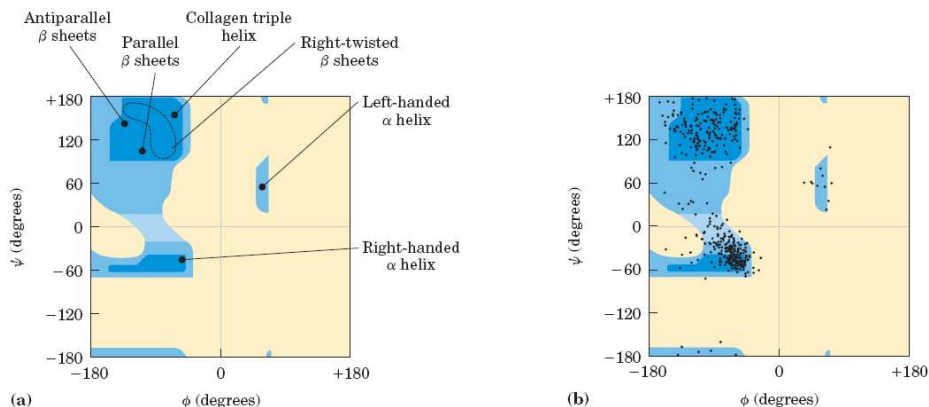 Antiparallel
β sheets
Parallel
β sheets
Collagen triple
helix
Right-twisted
β sheets
Left-handed
α helix
Right-handed
α helix
+180
120
60
0
−60
−120
−180
ψ (degrees)
−180
0
+180
ϕ (degrees)
(a)
+180
120
60
0
−60
−120
−180
ψ (degrees)
−180
0
+180
ϕ (degrees)
(b)